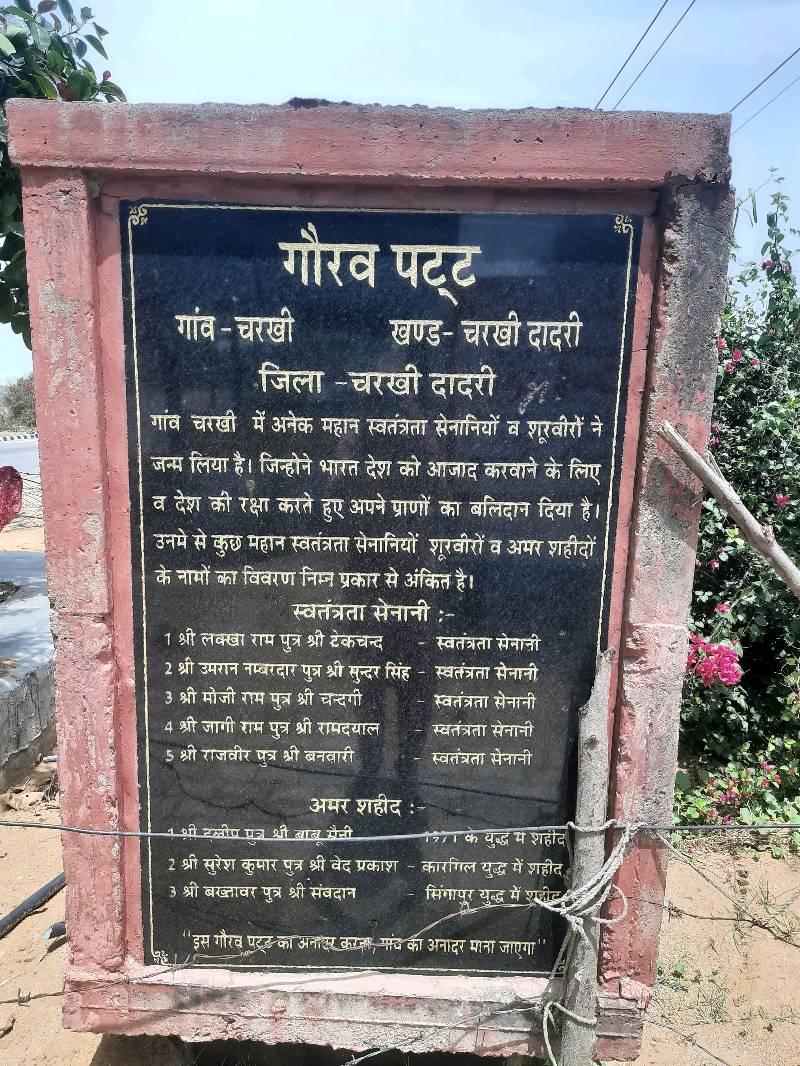 गौरव पट्ट
गांव - चरखी खण्ड - चरखी दादरी
जिला - चरखी दादरी
गांव चरखी में अनेक महान स्वतंत्रता सेनानियों व शूरवीरों ने
जन्म लिया है। जिन्होने भारत देश को आजाद करवाने के लिए
व देश की रक्षा करते हुए अपने प्राणों का बलिदान दिया है।
उनमे से कुछ महान स्वतंत्रता सेनानियों शूरवीरों व अमर शहीदों
के नामों का विवरण निम्न प्रकार से अंकित है।
स्वतंत्रता सेनानी :-
1 श्री लक्खा राम पुत्र श्री टेकचन्द - स्वतंत्रता सेनानी
2 श्री उमरान नम्बरदार पुत्र श्री सुन्दर सिंह - स्वतंत्रता सेनानी
3 श्री मोजी राम पुत्र श्री चन्दगी - स्वतंत्रता सेनानी
4 श्री जागी राम पुत्र श्री रामदयाल - स्वतंत्रता सेनानी
5 श्री राजवीर पुत्र श्री बनवारी - स्वतंत्रता सेनानी
अमर शहीद :-
1 श्री दलीप पुत्र श्री बाबू सैनी - 1971 के युद्ध में शहीद
2 श्री सुरेश कुमार पुत्र श्री वेद प्रकाश - कारगिल युद्ध में शहीद
3 श्री बख्तावर पुत्र श्री संवदान - सिंगापुर युद्ध में शहीद
"इस गौरव पट्ट का अनादर करना, गांव का अनादर माना जाएगा"